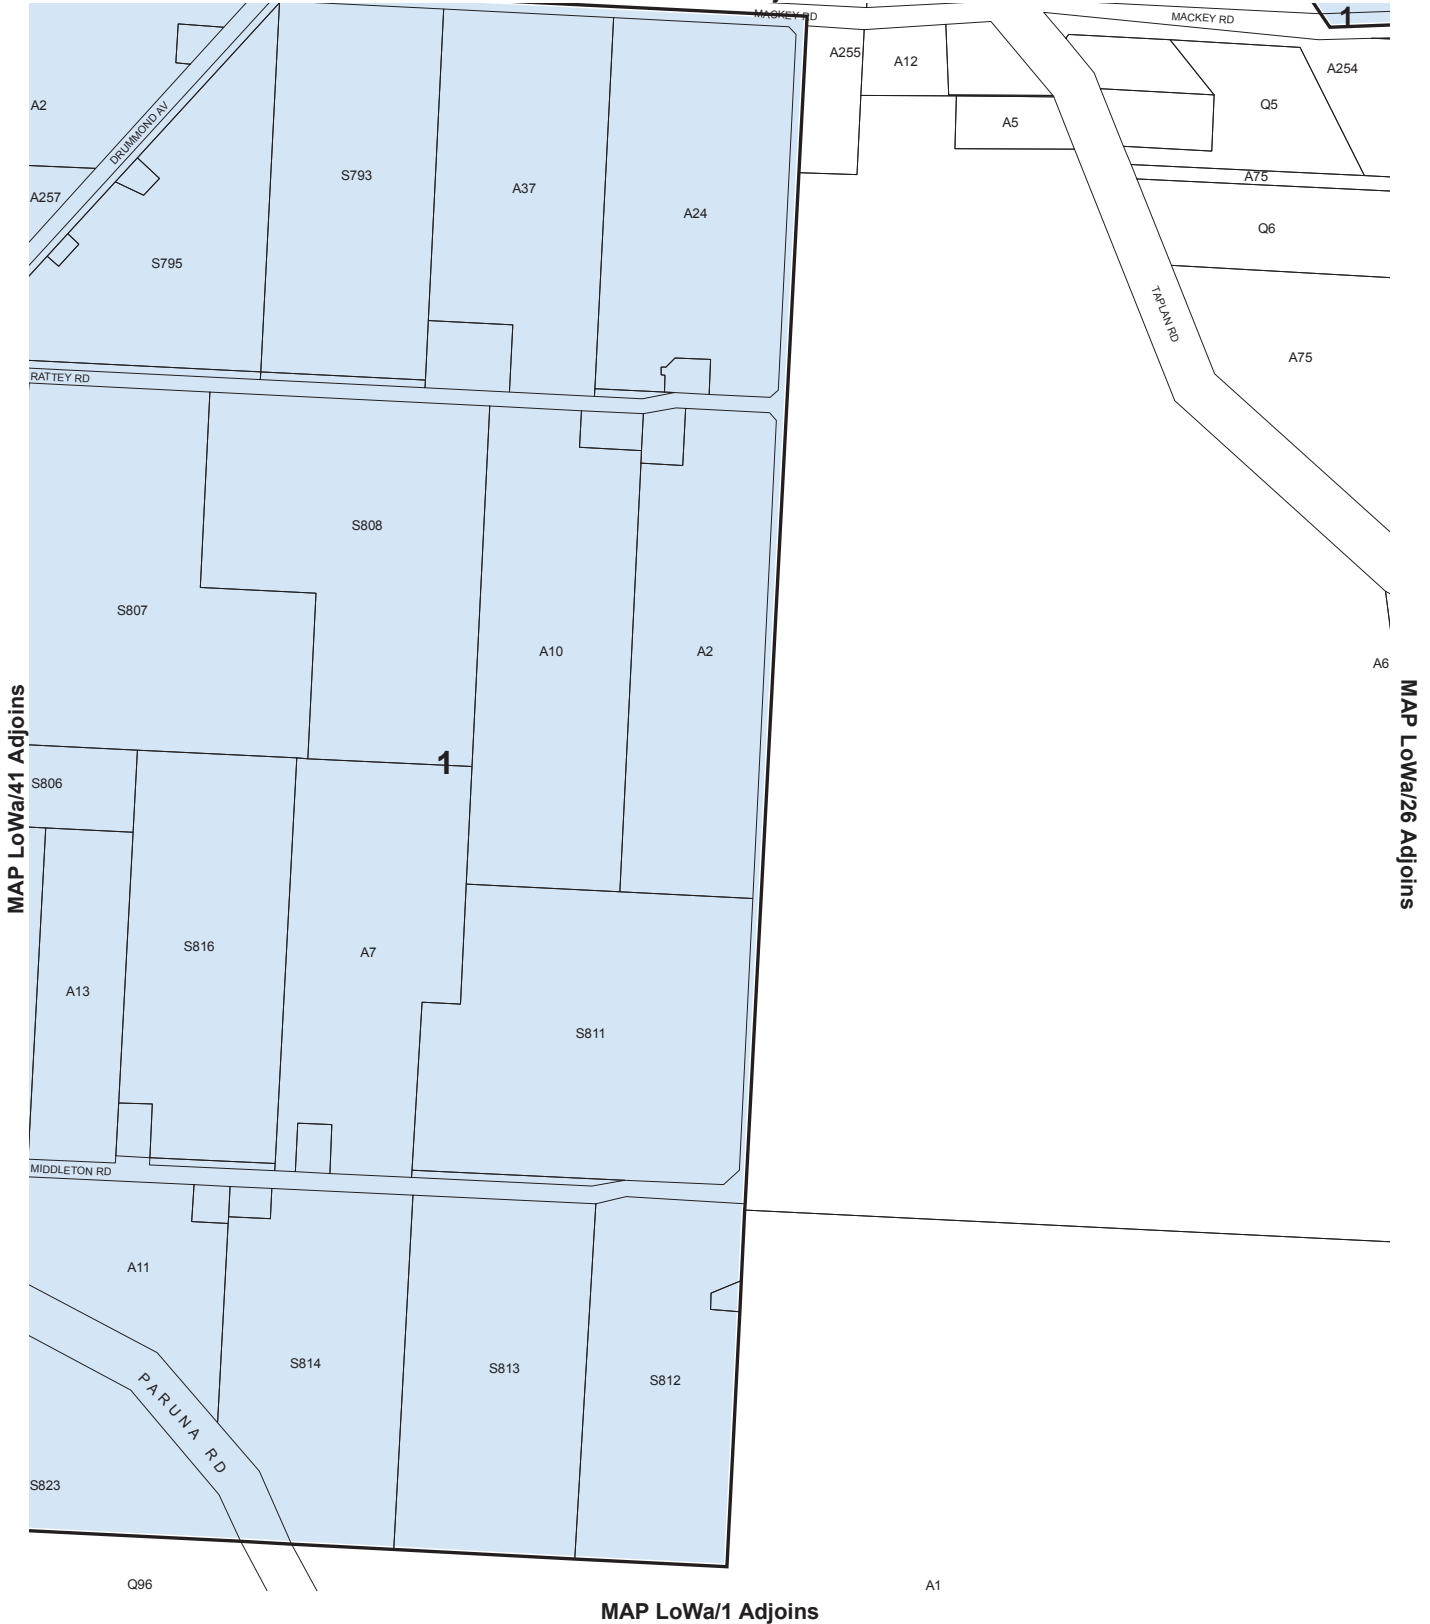 MACKEY RD
MACKEY RD
1
A255
A12
A254
A2
Q5
DRUMMOND AV
A5
S793
A75
A37
A257
A24
Q6
S795
TAPLAN RD
A75
RATTEY RD
S808
S807
A10
A2
A6
1
S806
MAP LoWa/41 Adjoins
MAP LoWa/26 Adjoins
S816
A7
A13
S811
MIDDLETON RD
A11
S814
S813
S812
PARUNA RD
S823
Q96
A1
MAP LoWa/1 Adjoins